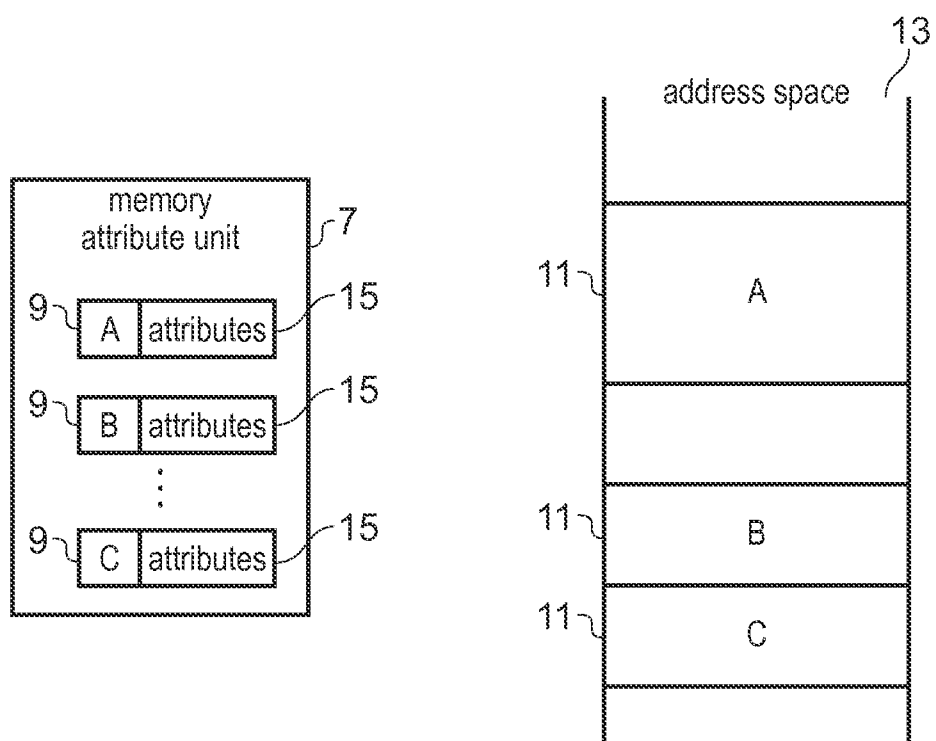 memory
attribute unit
7
9 A attributes 15
9 B attributes 15
⋮
9 C attributes 15
13
address space
11 A
11 B
11 C